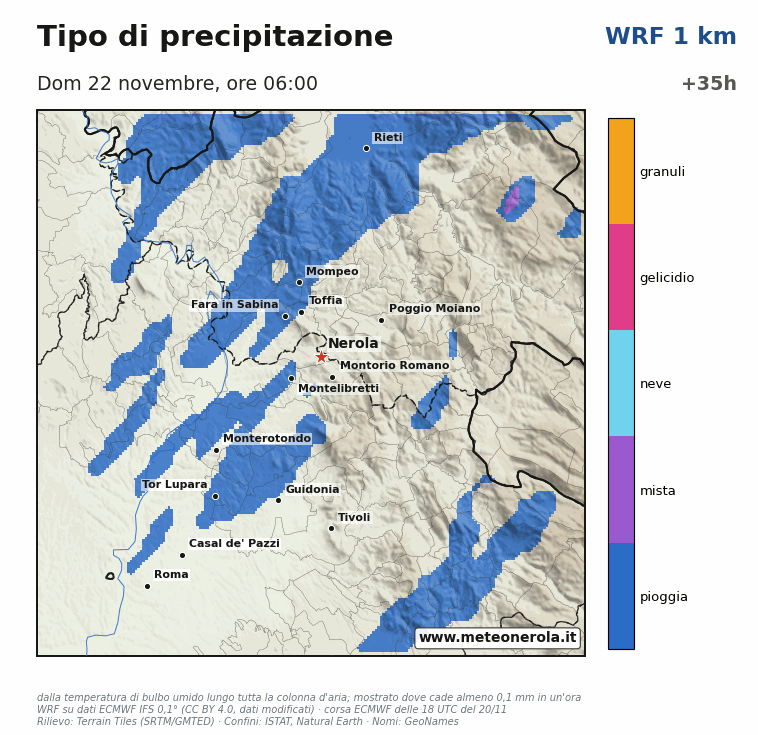 Tipo di precipitazione
WRF 1 km
Dom 22 novembre, ore 06:00
+35h
Rieti
granuli
gelicidio
neve
mista
pioggia
Mompeo
Fara in Sabina
Toffia
Poggio Moiano
Nerola
Montorio Romano
Montelibretti
Monterotondo
Tor Lupara
Guidonia
Tivoli
Casal de' Pazzi
Roma
www.meteonerola.it
dalla temperatura di bulbo umido lungo tutta la colonna d'aria; mostrato dove cade almeno 0,1 mm in un'ora
WRF su dati ECMWF IFS 0,1° (CC BY 4.0, dati modificati) · corsa ECMWF delle 18 UTC del 20/11
Rilievo: Terrain Tiles (SRTM/GMTED) · Confini: ISTAT, Natural Earth · Nomi: GeoNames